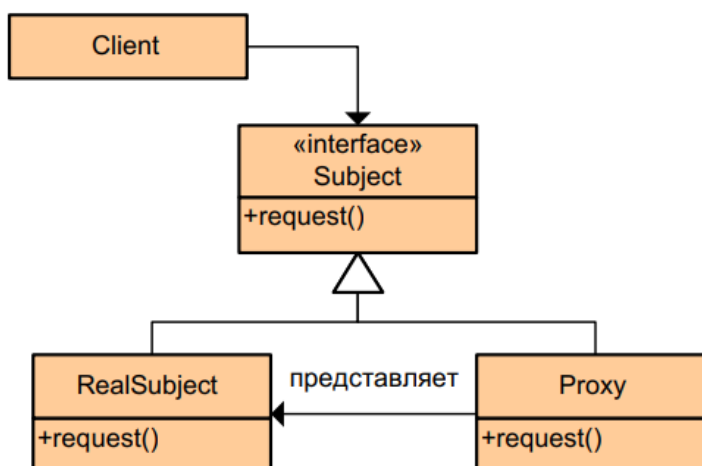 Client
«interface»
Subject
+request()
RealSubject
+request()
представляет
Proxy
+request()